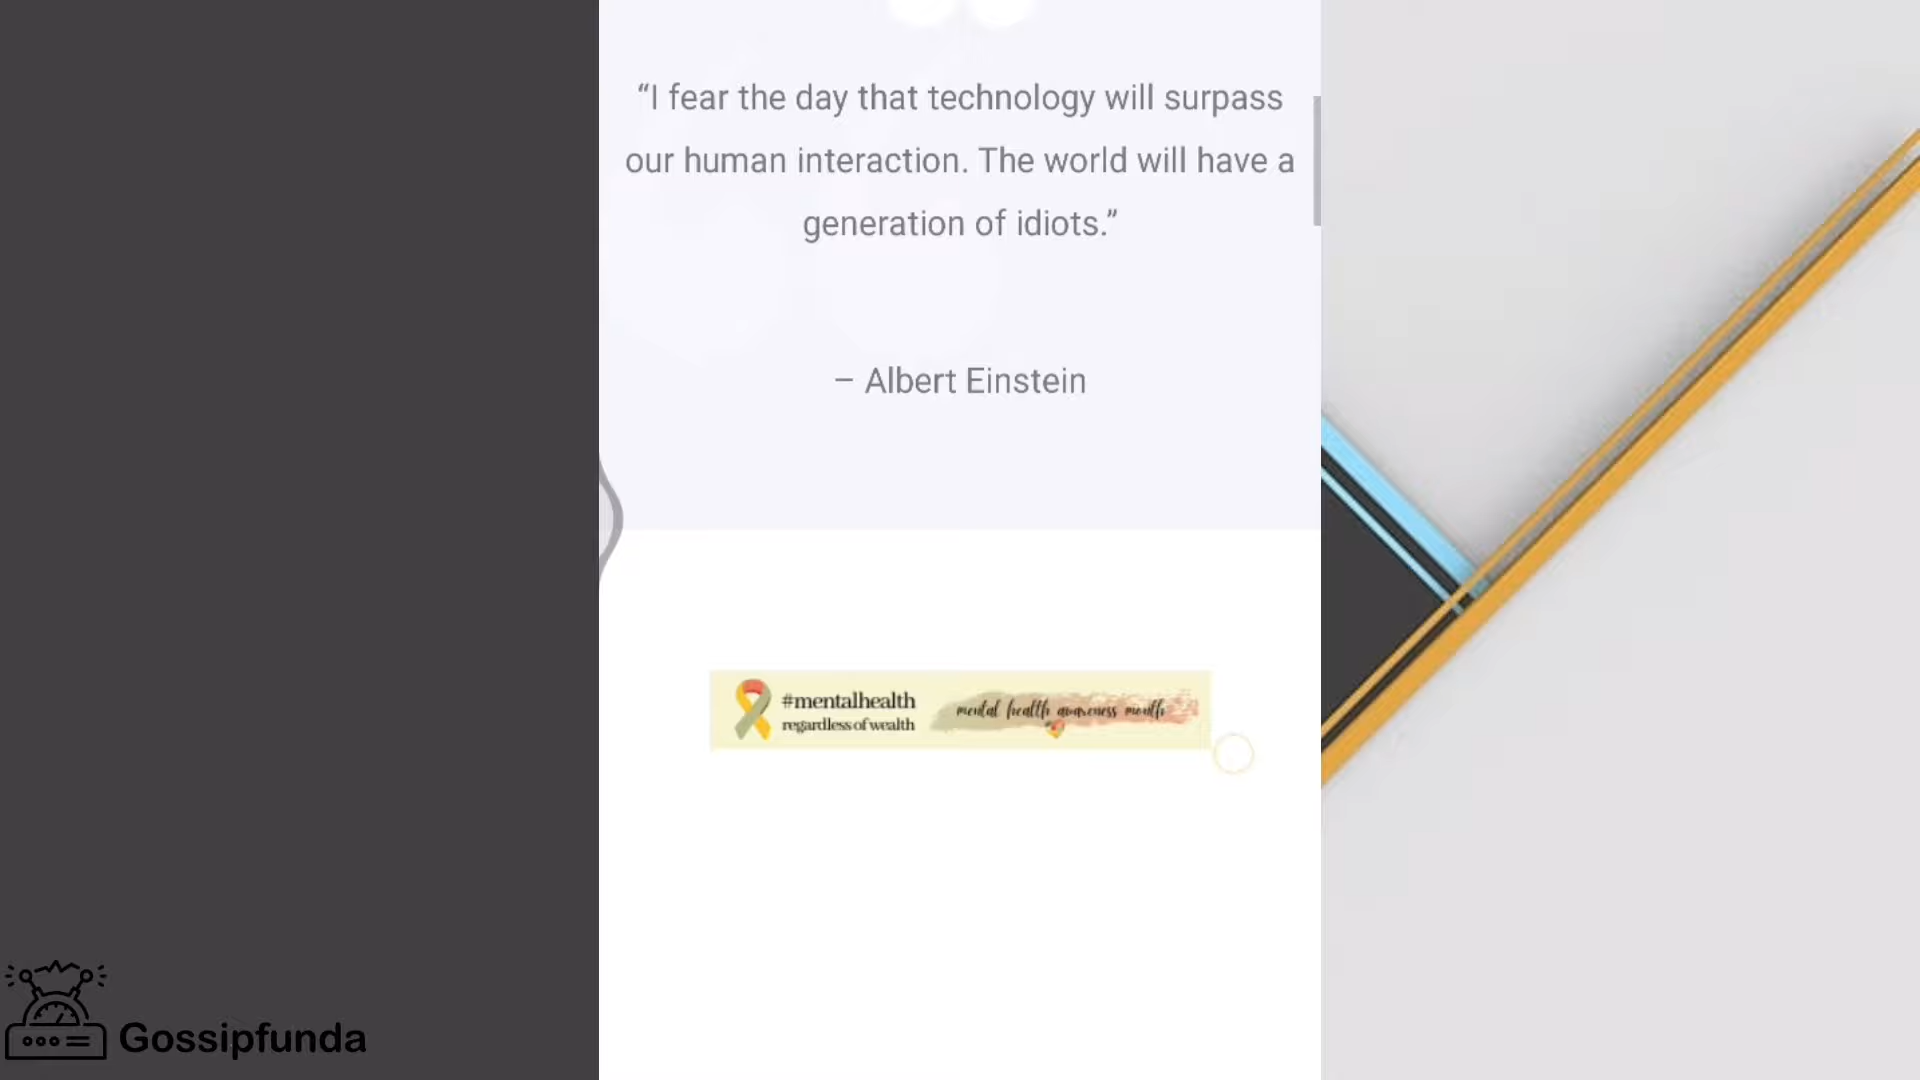 “I fear the day that technology will surpass
our human interaction. The world will have a
generation of idiots.”
– Albert Einstein
#mentalhealth
regardless of wealth
mental health awareness month
Gossipfunda